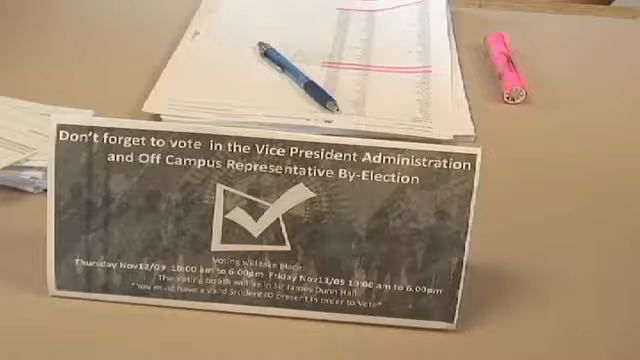 Don't forget to vote in the Vice President Administration
and Off Campus Representative By-Election
Voting will take place
Thursday Nov12/09 10:00 am to 6:00pm Friday Nov13/09 10:00 am to 6:00pm
The voting booth will be in Sir James Dunn Hall
*You must have a valid Student ID Present in order to Vote*